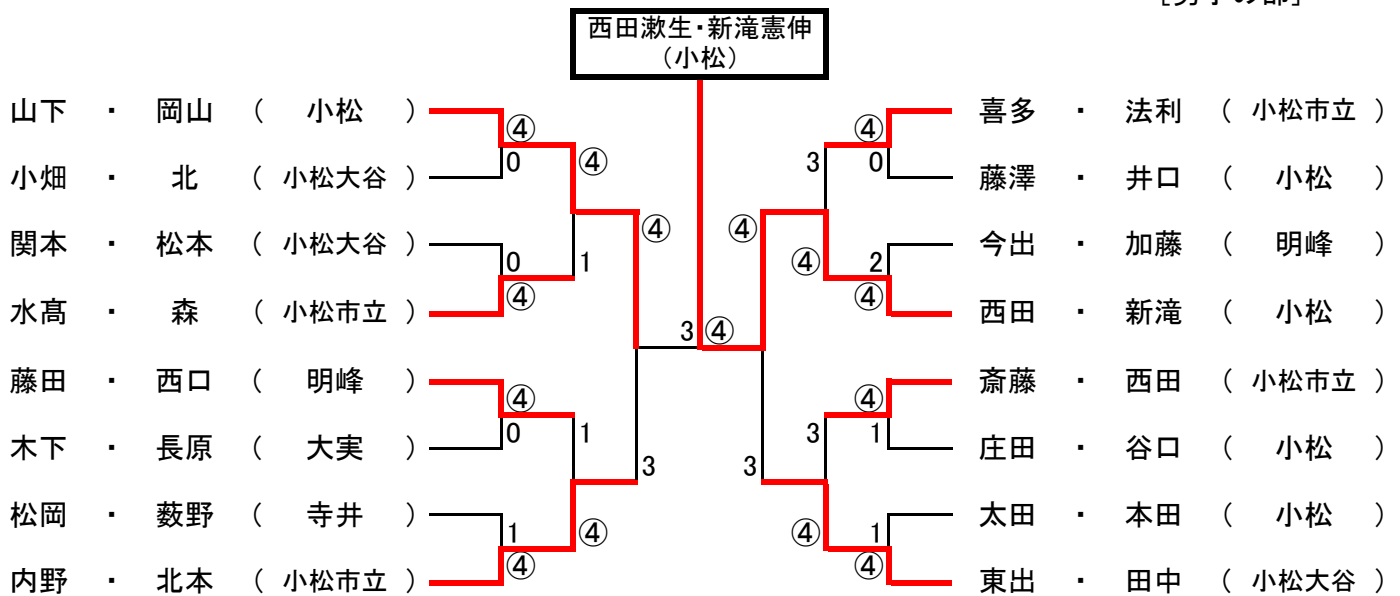 ［男子の部］
西田漱生・新滝憲伸
（小松）
山下 ・ 岡山 （ 小松 ）
④
0
小畑 ・ 北 （ 小松大谷 ）
④
関本 ・ 松本 （ 小松大谷 ）
0
④
1
水髙 ・ 森 （ 小松市立 ）
④
藤田 ・ 西口 （ 明峰 ）
④
0
木下 ・ 長原 （ 大実 ）
1
3
松岡 ・ 薮野 （ 寺井 ）
1
④
④
内野 ・ 北本 （ 小松市立 ）
3
④
喜多 ・ 法利 （ 小松市立 ）
④
0
藤澤 ・ 井口 （ 小松 ）
3
④
今出 ・ 加藤 （ 明峰 ）
2
④
④
西田 ・ 新滝 （ 小松 ）
斎藤 ・ 西田 （ 小松市立 ）
④
1
庄田 ・ 谷口 （ 小松 ）
3
3
太田 ・ 本田 （ 小松 ）
1
④
④
東出 ・ 田中 （ 小松大谷 ）